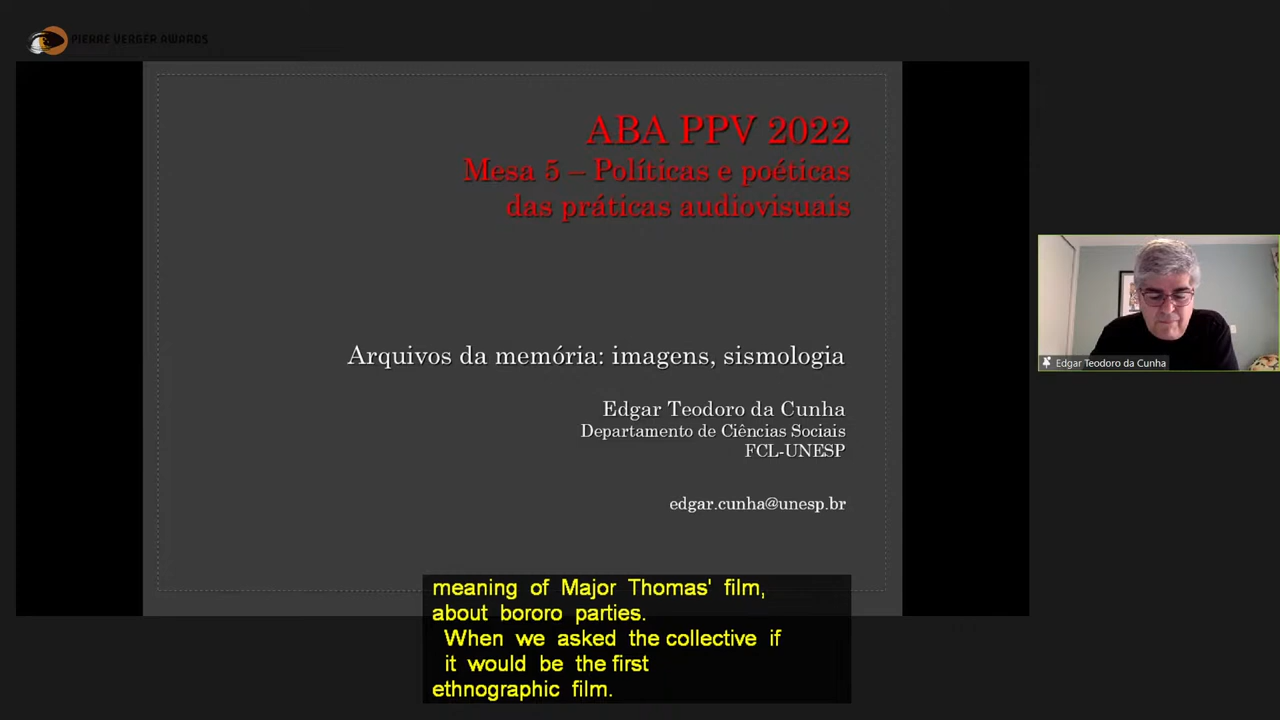 PIERRE VERGER AWARDS
ABA PPV 2022
Mesa 5 – Políticas e poéticas
das práticas audiovisuais
Arquivos da memória: imagens, sismologia
Edgar Teodoro da Cunha
Departamento de Ciências Sociais
FCL-UNESP
edgar.cunha@unesp.br
Edgar Teodoro da Cunha
meaning of Major Thomas' film,
about bororo parties.
When we asked the collective if
it would be the first
ethnographic film.